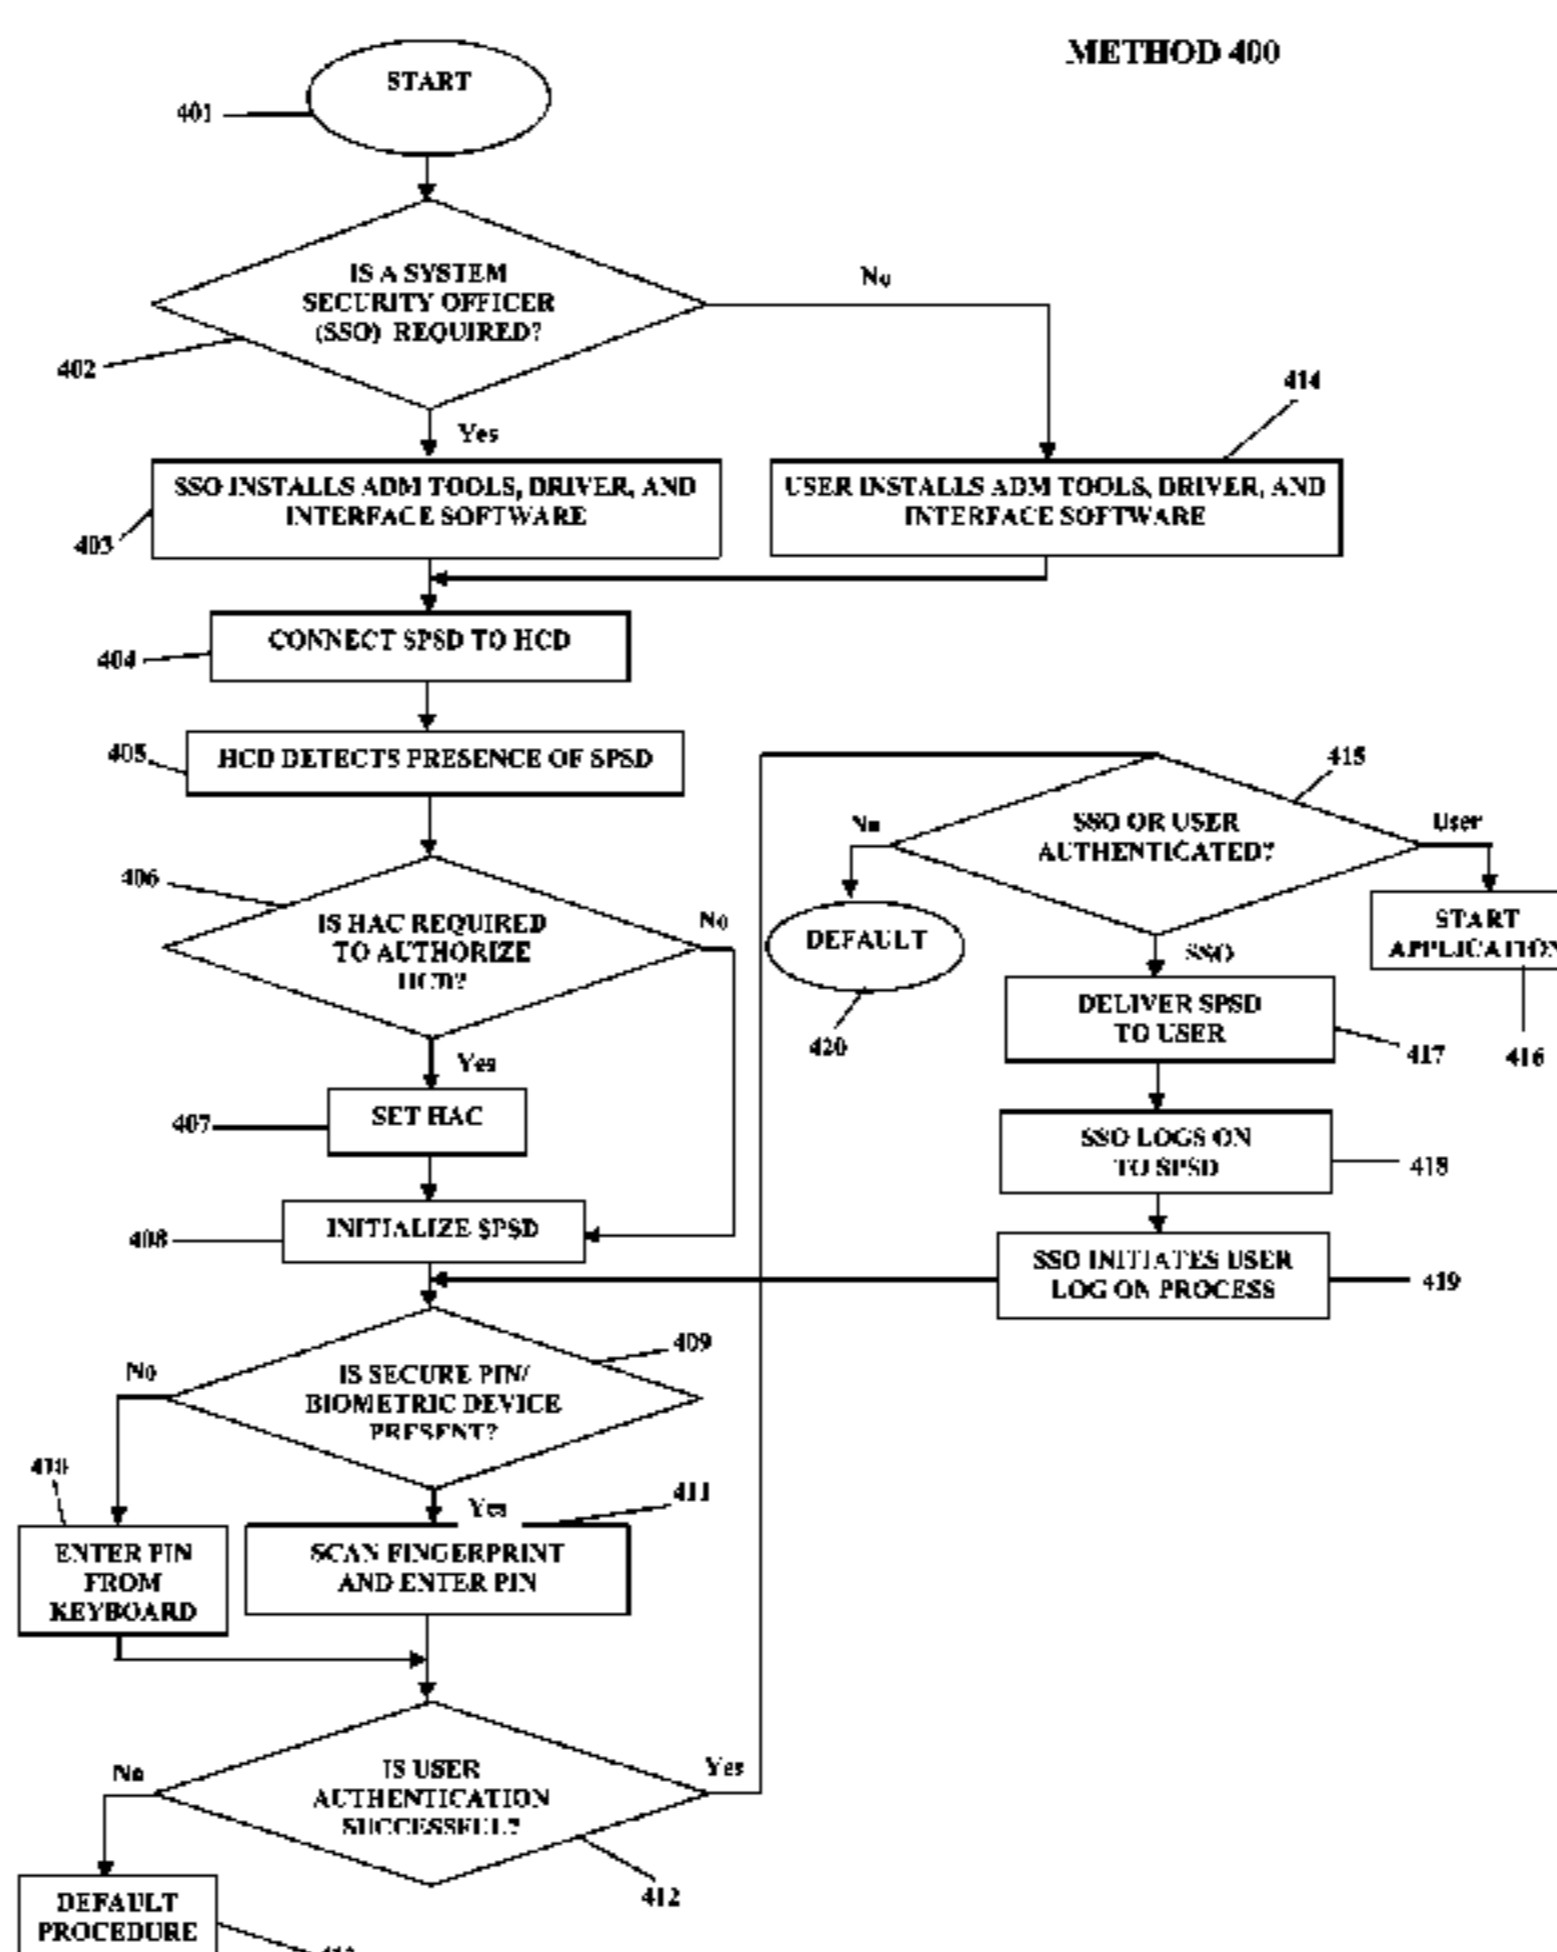 METHOD 400
START
401
IS A SYSTEM
SECURITY OFFICER
(SSO) REQUIRED?
No
402
414
Yes
SSO INSTALLS ADM TOOLS, DRIVER, AND
INTERFACE SOFTWARE
403
USER INSTALLS ADM TOOLS, DRIVER, AND
INTERFACE SOFTWARE
CONNECT SPSD TO HCD
404
HCD DETECTS PRESENCE OF SPSD
405
415
SSO OR USER
AUTHENTICATED?
No
User
406
IS HAC REQUIRED
TO AUTHORIZE
HCD?
No
DEFAULT
420
START
APPLICATION
416
SSO
DELIVER SPSD
TO USER
417
Yes
SET HAC
407
SSO LOGS ON
TO SPSD
418
INITIALIZE SPSD
408
SSO INITIATES USER
LOG ON PROCESS
419
409
IS SECURE PIN/
BIOMETRIC DEVICE
PRESENT?
No
410
Yes
411
ENTER PIN
FROM
KEYBOARD
SCAN FINGERPRINT
AND ENTER PIN
IS USER
AUTHENTICATION
SUCCESSFUL?
No
Yes
412
DEFAULT
PROCEDURE